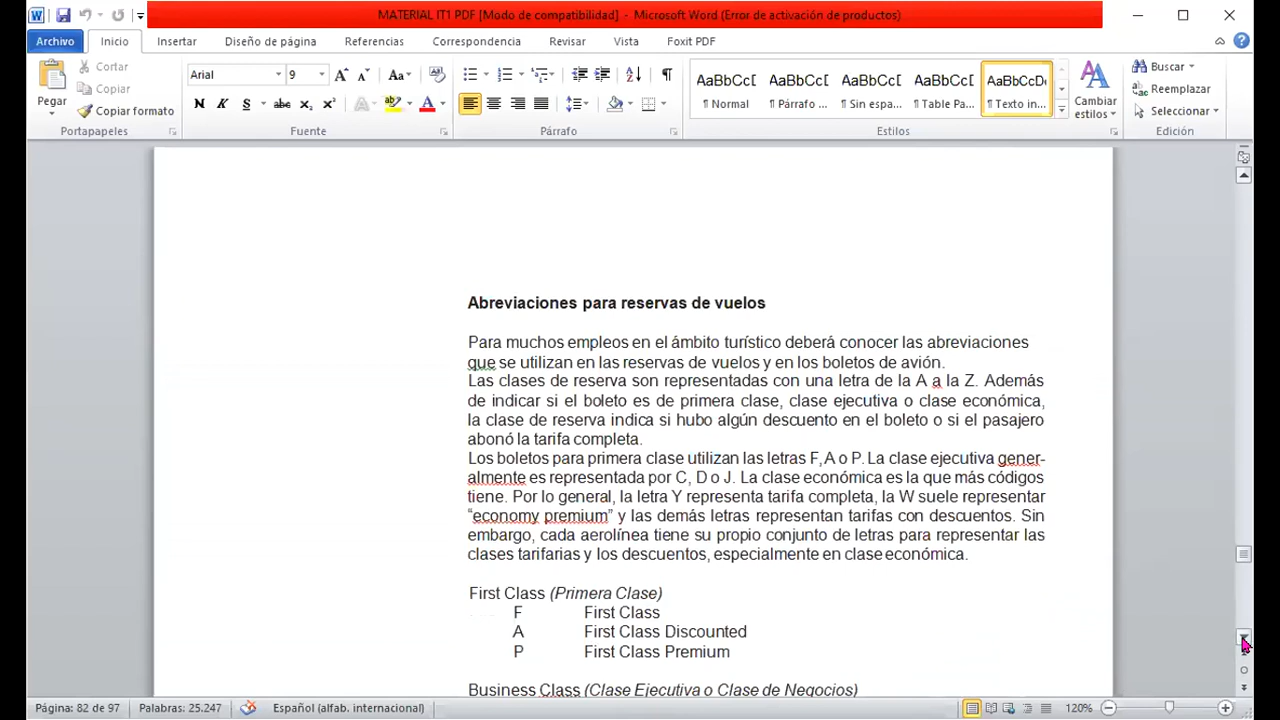 MATERIAL IT1 PDF [Modo de compatibilidad] - Microsoft Word (Error de activación de productos)
Archivo Inicio Insertar Diseño de página Referencias Correspondencia Revisar Vista Foxit PDF
Pegar
Cortar
Copiar
Copiar formato
Portapapeles
Arial 9
N K S abc x₂ x²
Fuente
Párrafo
AaBbCc[ AaBbCc[ AaBbCc[ AaBbCc[ AaBbCcD
¶ Normal ¶ Párrafo ... ¶ Sin espa... ¶ Table Pa... ¶ Texto in...
Cambiar estilos
Estilos
Buscar
Reemplazar
Seleccionar
Edición
Abreviaciones para reservas de vuelos
Para muchos empleos en el ámbito turístico deberá conocer las abreviaciones
que se utilizan en las reservas de vuelos y en los boletos de avión.
Las clases de reserva son representadas con una letra de la A a la Z. Además
de indicar si el boleto es de primera clase, clase ejecutiva o clase económica,
la clase de reserva indica si hubo algún descuento en el boleto o si el pasajero
abonó la tarifa completa.
Los boletos para primera clase utilizan las letras F, A o P. La clase ejecutiva gener-
almente es representada por C, D o J. La clase económica es la que más códigos
tiene. Por lo general, la letra Y representa tarifa completa, la W suele representar
“economy premium” y las demás letras representan tarifas con descuentos. Sin
embargo, cada aerolínea tiene su propio conjunto de letras para representar las
clases tarifarias y los descuentos, especialmente en clase económica.
First Class (Primera Clase)
F First Class
A First Class Discounted
P First Class Premium
Business Class (Clase Ejecutiva o Clase de Negocios)
Página: 82 de 97 Palabras: 25.247 Español (alfab. internacional) 120%